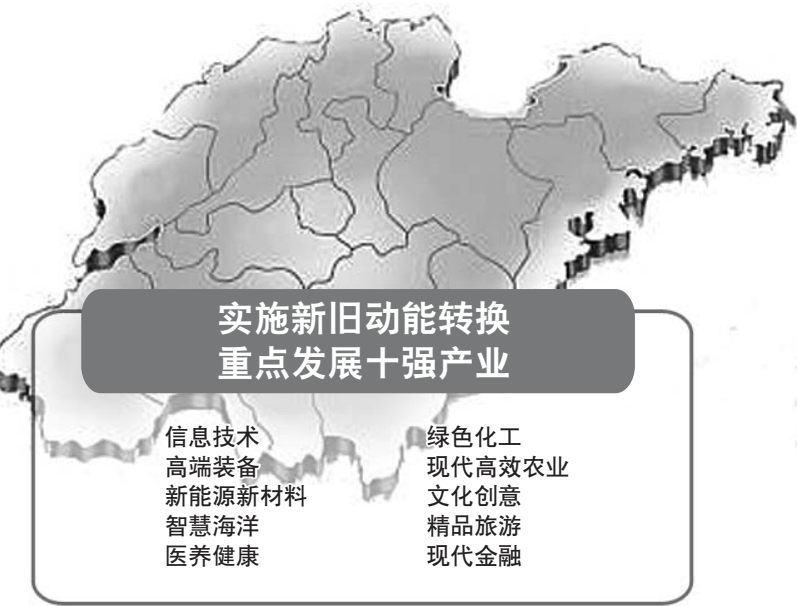 实施新旧动能转换
重点发展十强产业
信息技术
高端装备
新能源新材料
智慧海洋
医养健康
绿色化工
现代高效农业
文化创意
精品旅游
现代金融